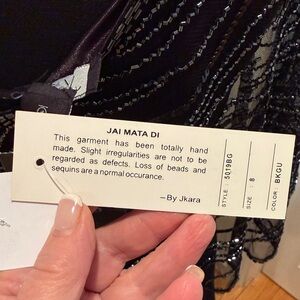 JAI MATA DI
This garment has been totally hand
made. Slight irregularities are not to be
regarded as defects. Loss of beads and
sequins are a normal occurance.
—By Jkara
STYLE : 5019BG
SIZE : 8
COLOR : BKGU